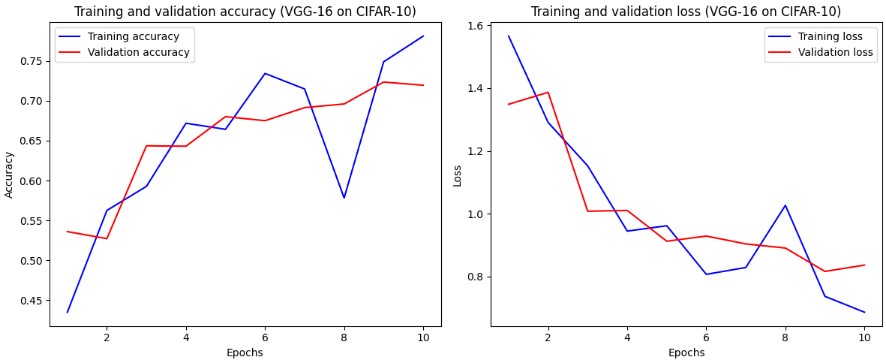 Training and validation accuracy (VGG-16 on CIFAR-10)
Training accuracy
Validation accuracy
Accuracy
0.75
0.70
0.65
0.60
0.55
0.50
0.45
2 4 6 8 10
Epochs
Training and validation loss (VGG-16 on CIFAR-10)
Training loss
Validation loss
Loss
1.6
1.4
1.2
1.0
0.8
2 4 6 8 10
Epochs